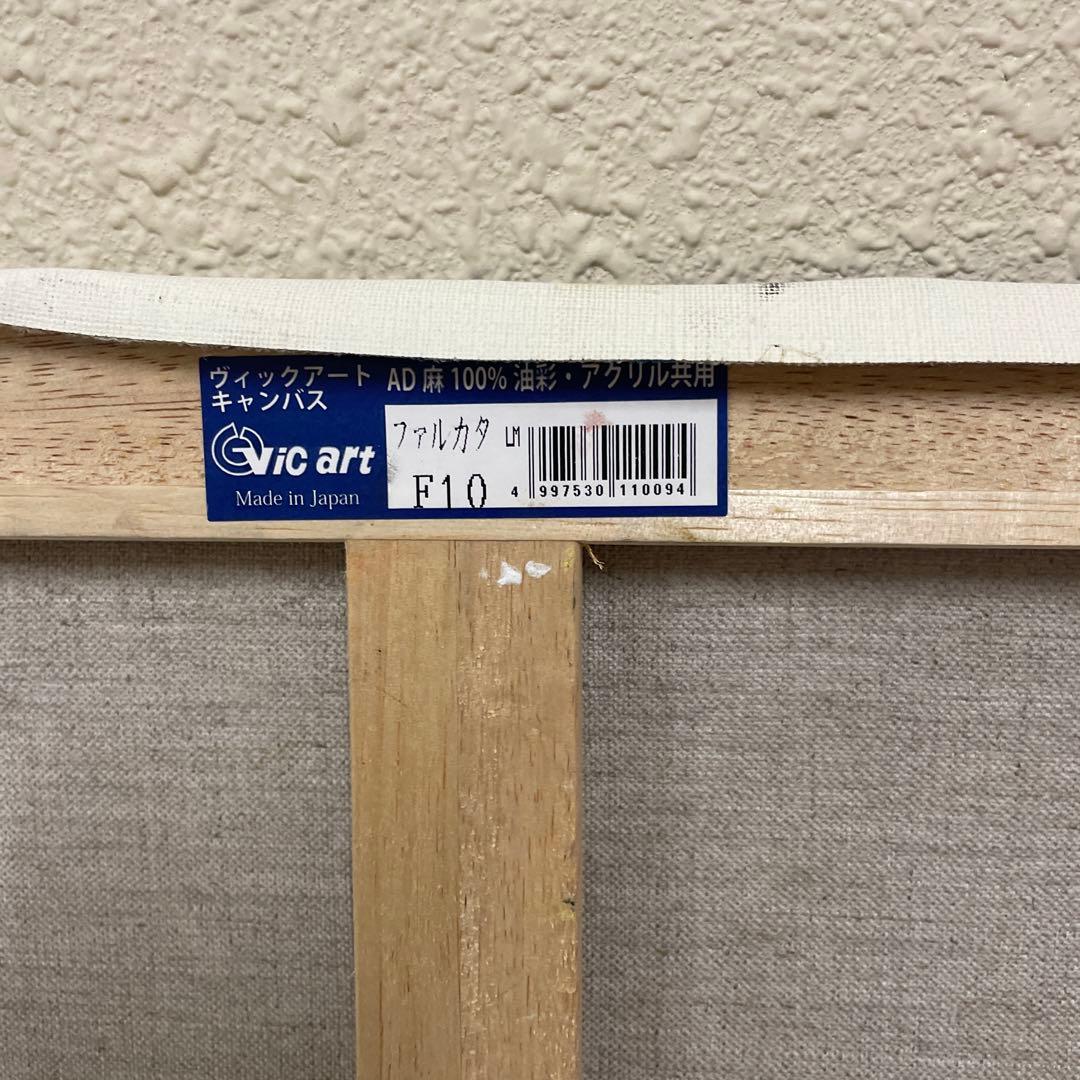 ヴィックアート
キャンバス
AD 麻 100% 油彩・アクリル共用
Vic art
Made in Japan
ファルカタ LM
F10
4 997530 110094